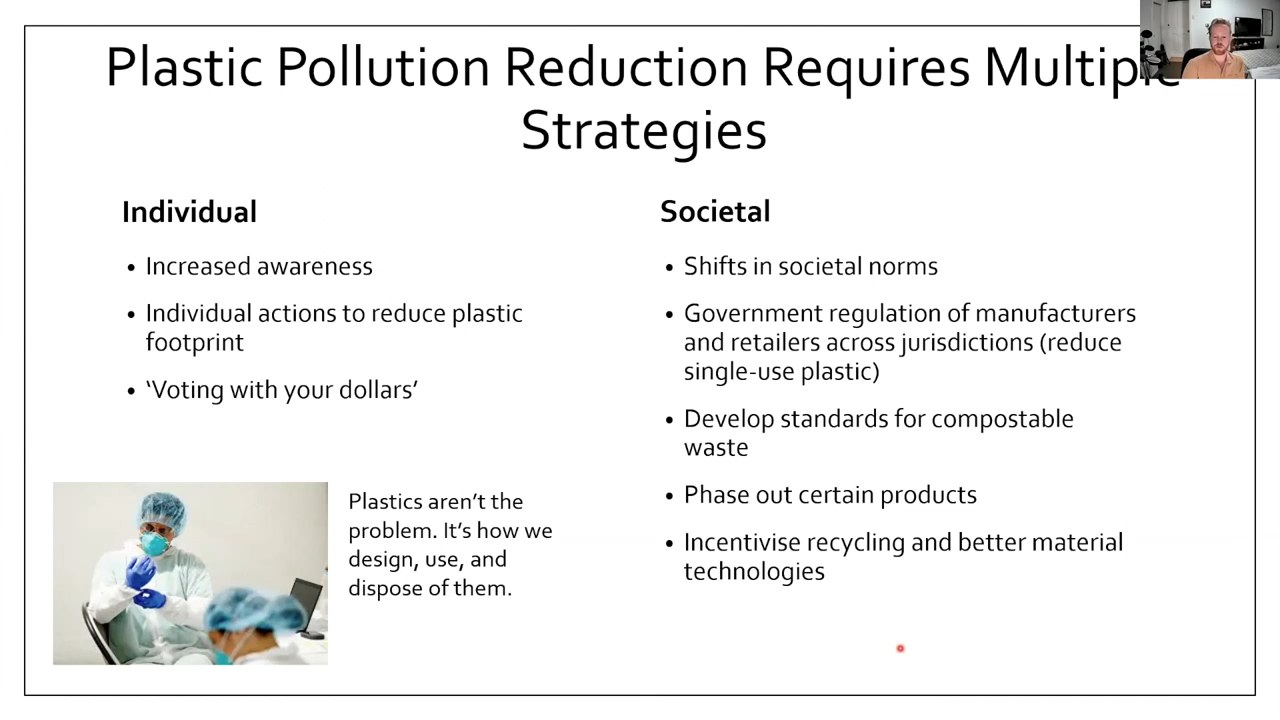 Plastic Pollution Reduction Requires Multiple
Strategies
Individual
• Increased awareness
• Individual actions to reduce plastic
footprint
• ‘Voting with your dollars’
Plastics aren’t the
problem. It’s how we
design, use, and
dispose of them.
Societal
• Shifts in societal norms
• Government regulation of manufacturers
and retailers across jurisdictions (reduce
single-use plastic)
• Develop standards for compostable
waste
• Phase out certain products
• Incentivise recycling and better material
technologies